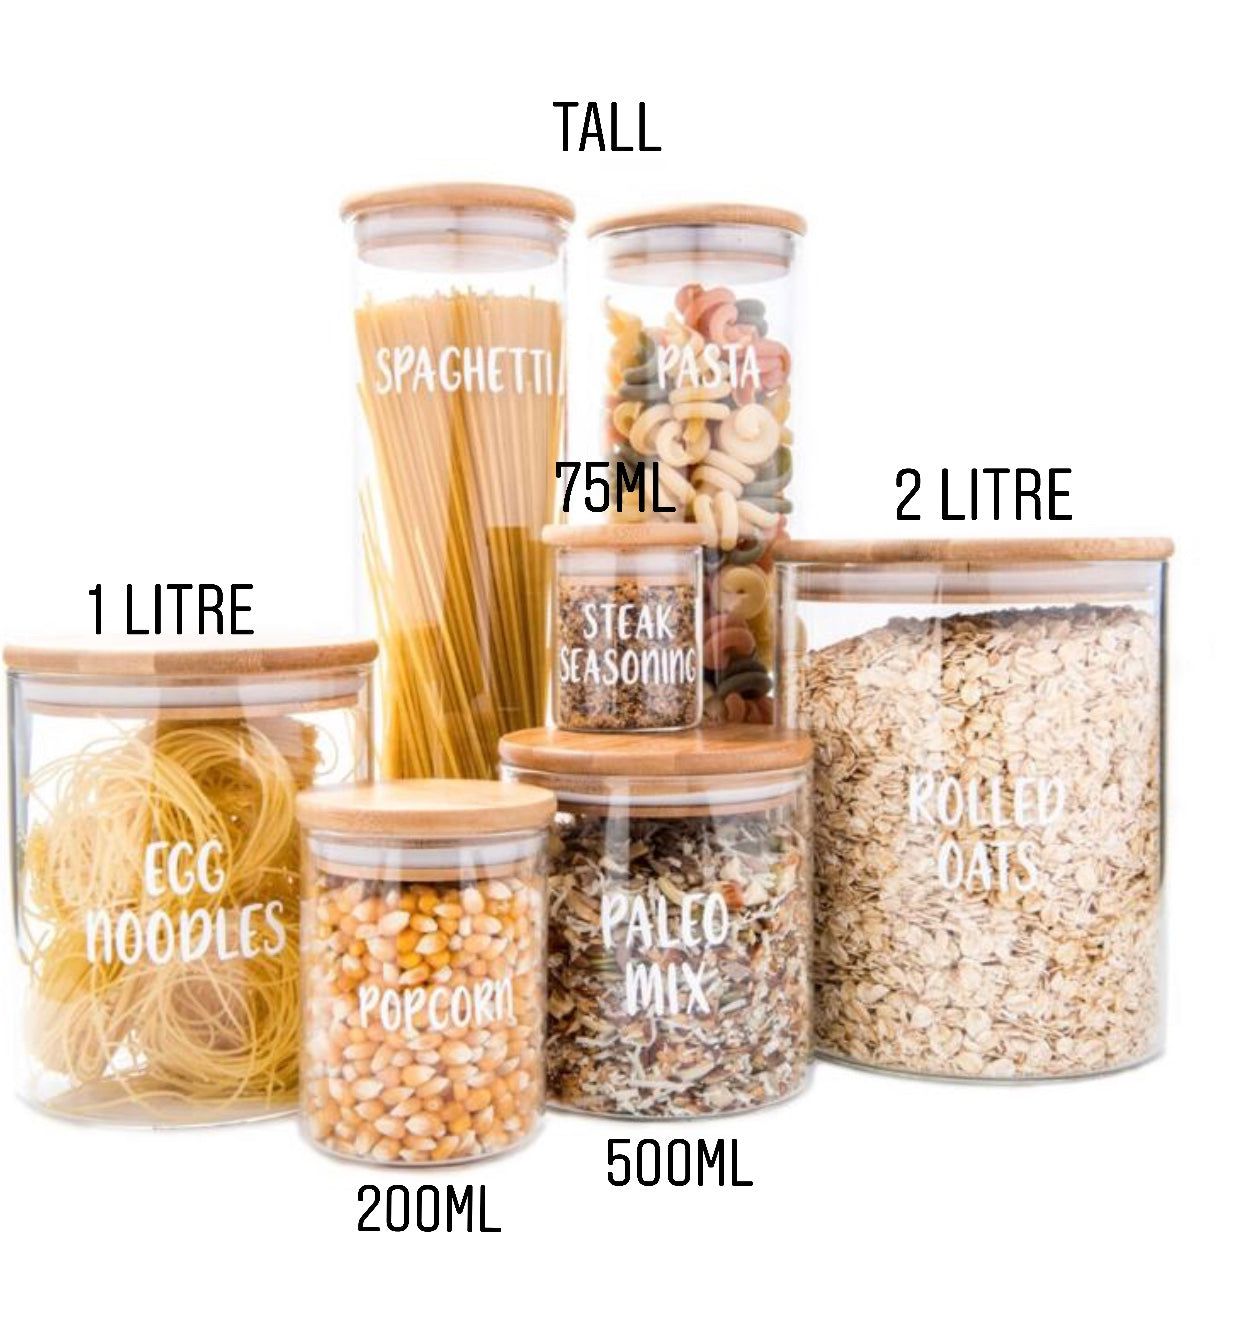 TALL
SPAGHETTI
PASTA
75ML
2 LITRE
1 LITRE
STEAK
SEASONING
ROLLED
OATS
EGG
NOODLES
PALEO
MIX
POPCORN
500ML
200ML